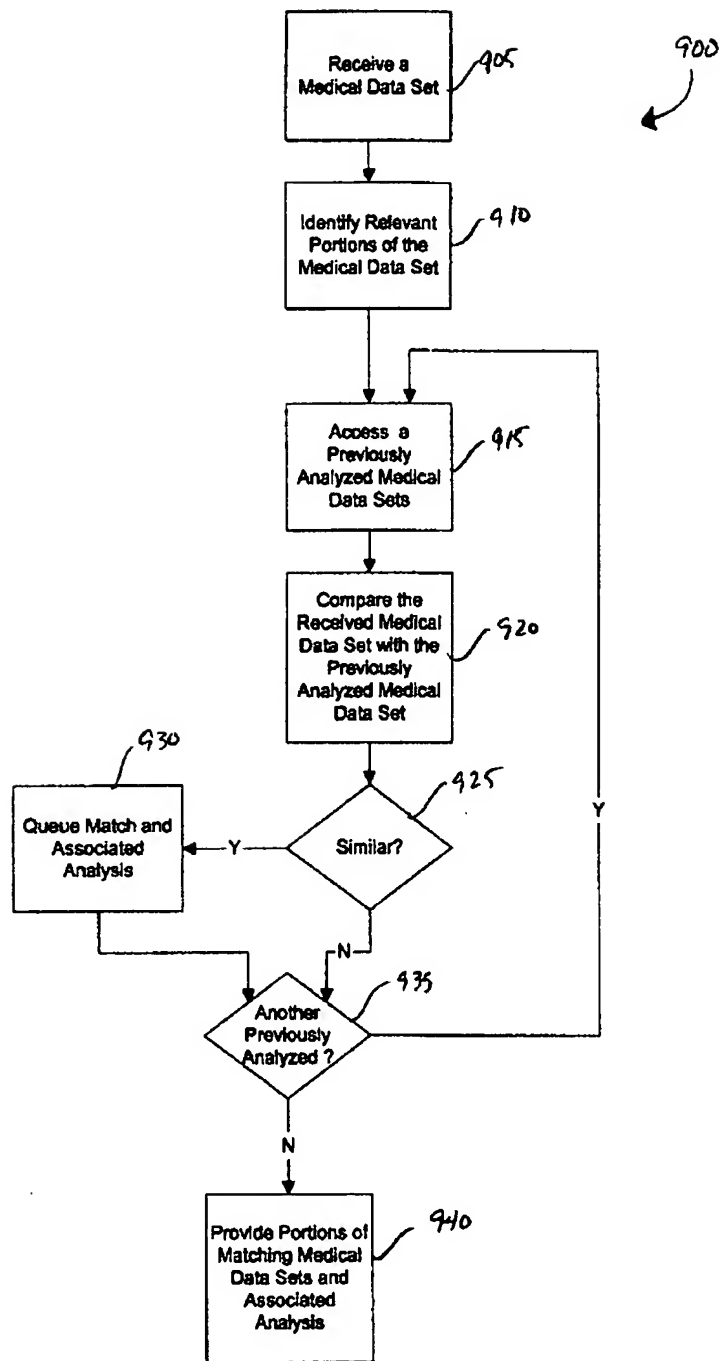 900
905
Receive a
Medical Data Set
910
Identify Relevant
Portions of the
Medical Data Set
915
Access a
Previously
Analyzed Medical
Data Sets
920
Compare the
Received Medical
Data Set with the
Previously
Analyzed Medical
Data Set
930
925
Queue Match and
Associated
Analysis
Y
Similar?
Y
N
935
Another
Previously
Analyzed ?
N
940
Provide Portions of
Matching Medical
Data Sets and
Associated
Analysis